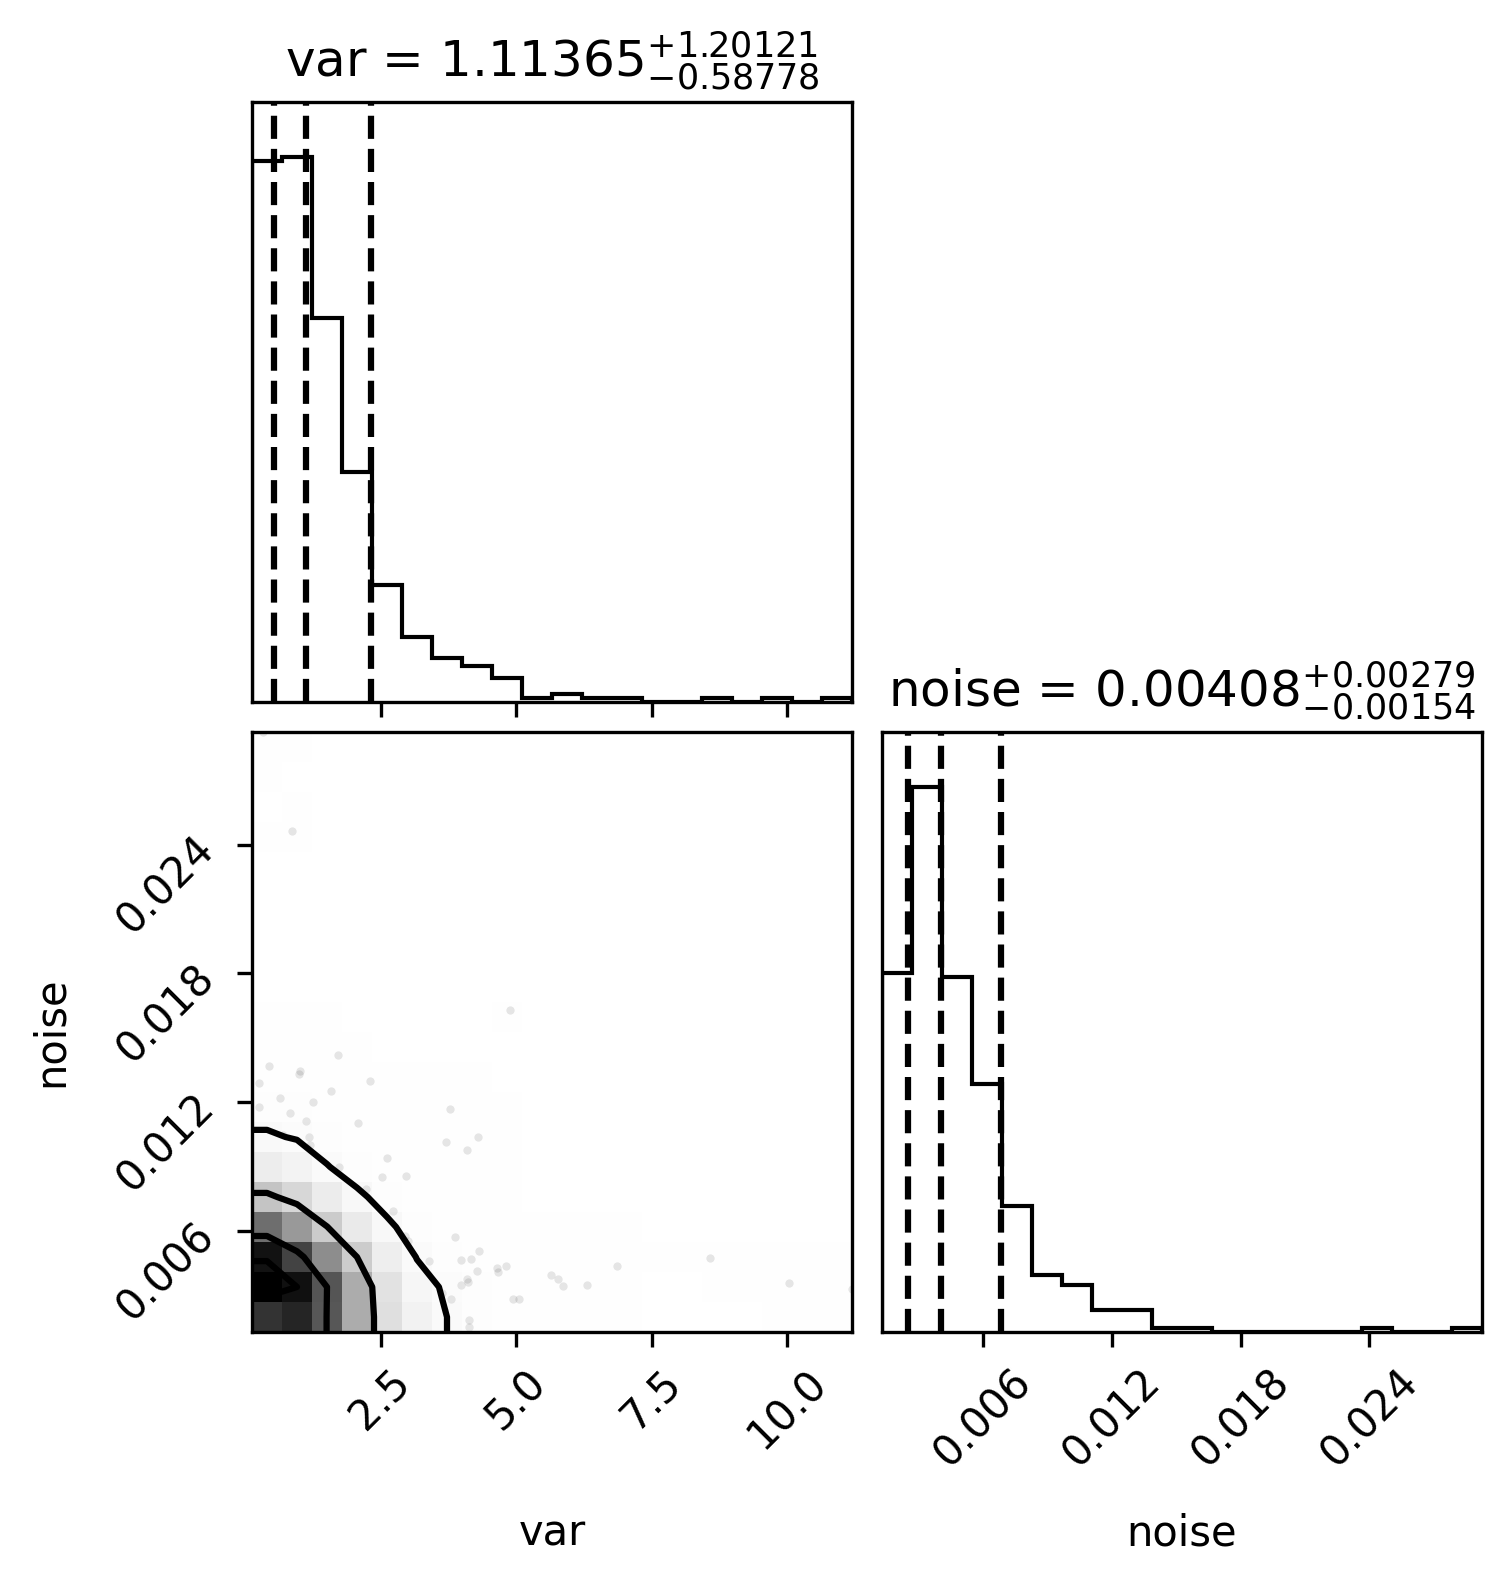 var = 1.11365 +1.20121 −0.58778
noise = 0.00408 +0.00279 −0.00154
0.024
0.018
0.012
0.006
noise
2.5 5.0 7.5 10.0
0.006 0.012 0.018 0.024
var
noise